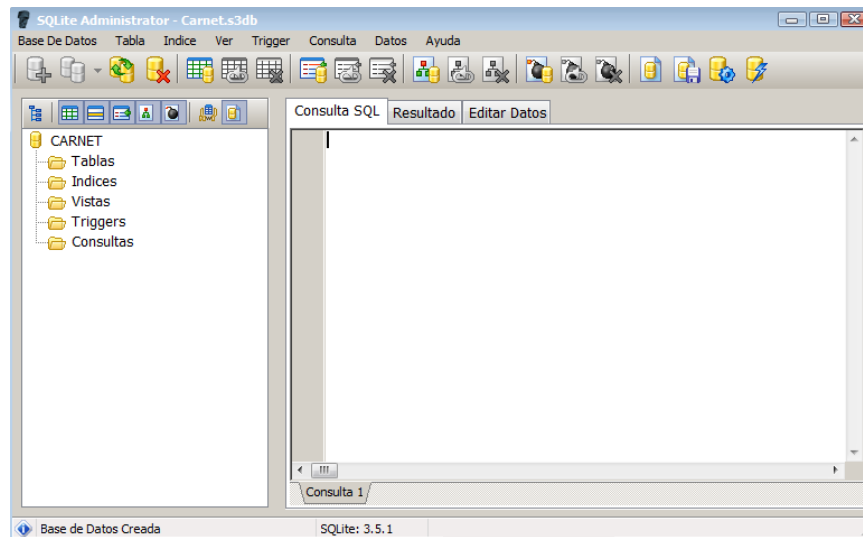 SQLite Administrator - Carnet.s3db
Base De Datos Tabla Indice Ver Trigger Consulta Datos Ayuda
Consulta SQL Resultado Editar Datos
CARNET
Tablas
Indices
Vistas
Triggers
Consultas
Consulta 1
Base de Datos Creada SQLite: 3.5.1